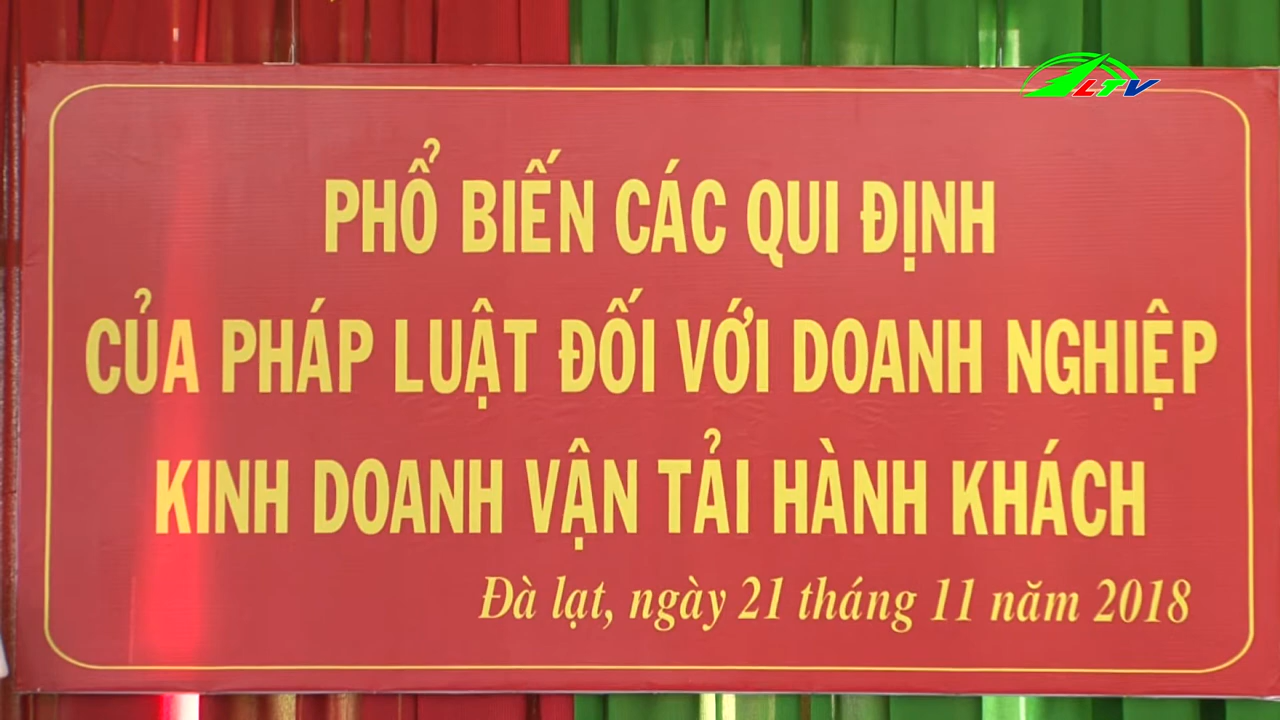 LTV
PHỔ BIẾN CÁC QUI ĐỊNH
CỦA PHÁP LUẬT ĐỐI VỚI DOANH NGHIỆP
KINH DOANH VẬN TẢI HÀNH KHÁCH
Đà lạt, ngày 21 tháng 11 năm 2018